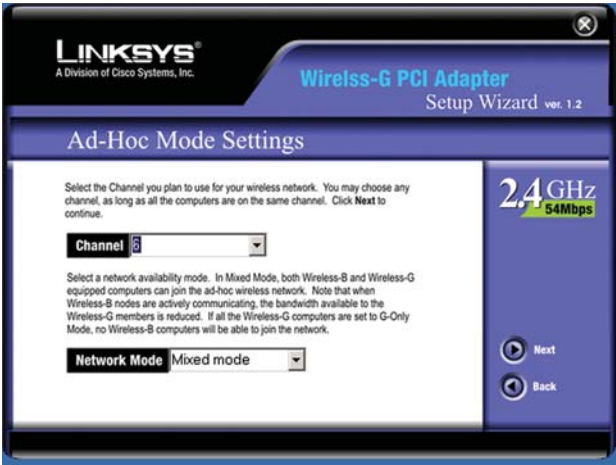 LINKSYS®
A Division of Cisco Systems, Inc.
Wirelss-G PCI Adapter
Setup Wizard ver. 1.2
Ad-Hoc Mode Settings
Select the Channel you plan to use for your wireless network. You may choose any
channel, as long as all the computers are on the same channel. Click Next to
continue.
2.4 GHz
54Mbps
Channel 6
Select a network availability mode. In Mixed Mode, both Wireless-B and Wireless-G
equipped computers can join the ad-hoc wireless network. Note that when
Wireless-B nodes are actively communicating, the bandwidth available to the
Wireless-G members is reduced. If all the Wireless-G computers are set to G-Only
Mode, no Wireless-B computers will be able to join the network.
Network Mode Mixed mode
Next
Back